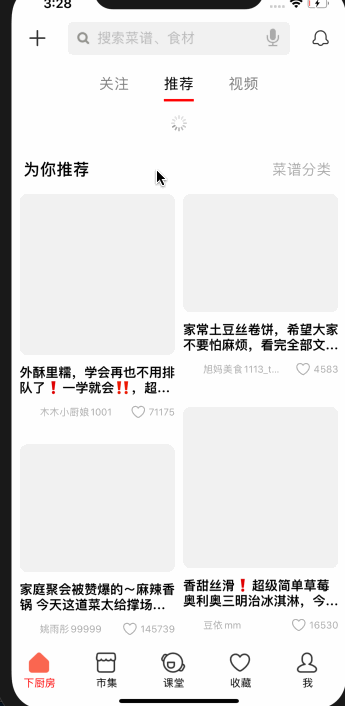 3:28
搜索菜谱、食材
关注 推荐 视频
为你推荐 菜谱分类
外酥里糯，学会再也不用排
队了❗一学就会‼️，超...
木木小厨娘1001 71175
家常土豆丝卷饼，希望大家
不要怕麻烦，看完全部文...
旭妈美食1113_t... 4583
家庭聚会被赞爆的～麻辣香
锅 今天这道菜太给撑场...
姚雨彤99999 145739
香甜丝滑❗超级简单草莓
奥利奥三明治冰淇淋，今...
豆依mm 16530
下厨房 市集 课堂 收藏 我